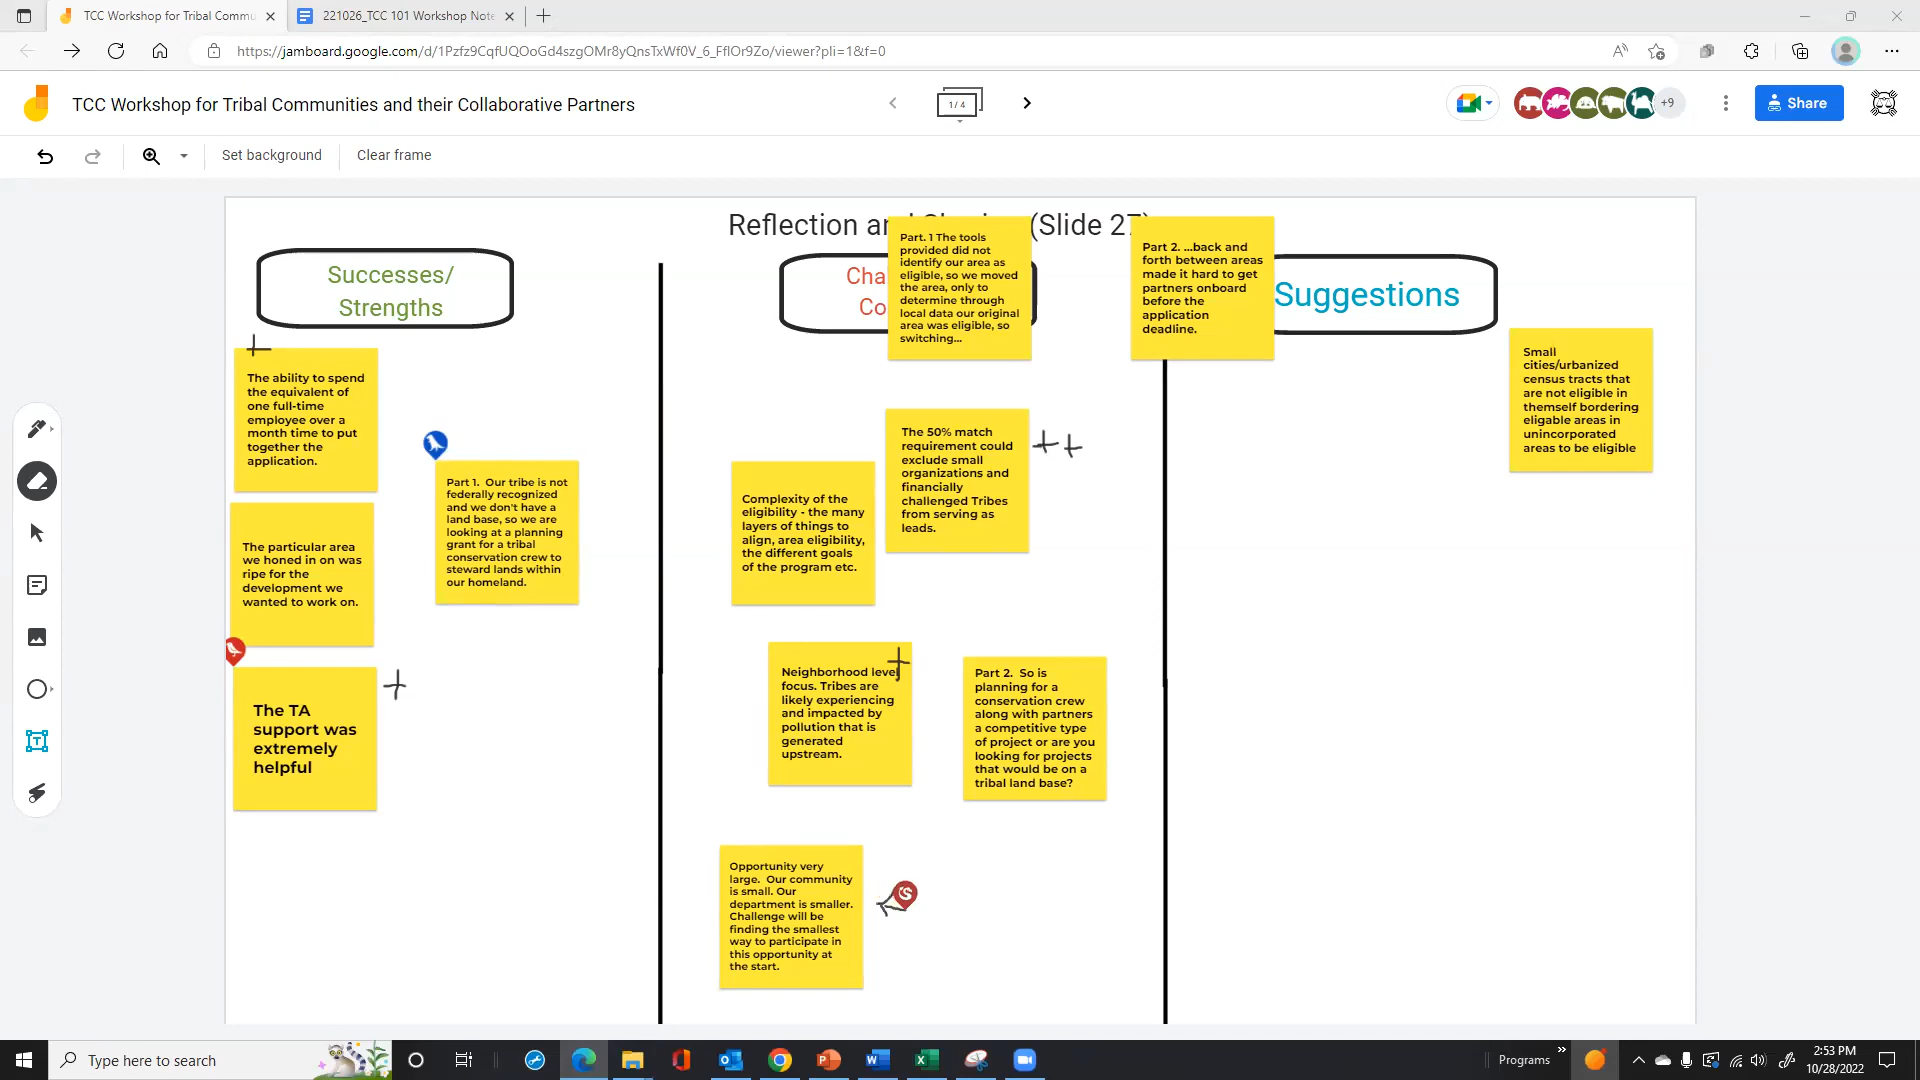 TCC Workshop for Tribal Commu
221026_TCC 101 Workshop Note
https://jamboard.google.com/d/1Pzfz9CqfUQOoGd4szgOMr8yQnsTxWf0V_6_FflOr9Zo/viewer?pli=1&f=0
TCC Workshop for Tribal Communities and their Collaborative Partners
1 / 4
+9
Share
Set background
Clear frame
Reflection an
(Slide 27)
Successes/
Strengths
Suggestions
Part. 1 The tools
provided did not
identify our area as
eligible, so we moved
the area, only to
determine through
local data our original
area was eligible, so
switching...
Part 2. ...back and
forth between areas
made it hard to get
partners onboard
before the
application
deadline.
Small
cities/urbanized
census tracts that
are not eligible in
themself bordering
eligable areas in
unincorporated
areas to be eligible
+
The ability to spend
the equivalent of
one full-time
employee over a
month time to put
together the
application.
Part 1. Our tribe is not
federally recognized
and we don't have a
land base, so we are
looking at a planning
grant for a tribal
conservation crew to
steward lands within
our homeland.
The particular area
we honed in on was
ripe for the
development we
wanted to work on.
The TA
support was
extremely
helpful
+
The 50% match
requirement could
exclude small
organizations and
financially
challenged Tribes
from serving as
leads.
++
Complexity of the
eligibility - the many
layers of things to
align, area eligibility,
the different goals
of the program etc.
Neighborhood level
focus. Tribes are
likely experiencing
and impacted by
pollution that is
generated
upstream.
+
Part 2. So is
planning for a
conservation crew
along with partners
a competitive type
of project or are you
looking for projects
that would be on a
tribal land base?
Opportunity very
large. Our community
is small. Our
department is smaller.
Challenge will be
finding the smallest
way to participate in
this opportunity at
the start.
Type here to search
Programs
2:53 PM
10/28/2022